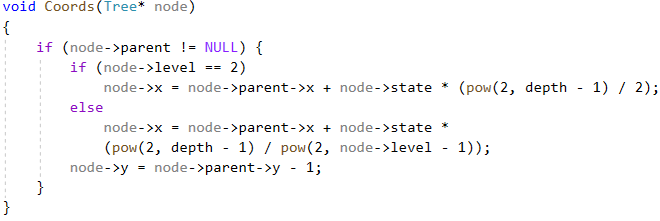 void Coords(Tree* node)
{
    if (node->parent != NULL) {
        if (node->level == 2)
            node->x = node->parent->x + node->state * (pow(2, depth - 1) / 2);
        else
            node->x = node->parent->x + node->state *
            (pow(2, depth - 1) / pow(2, node->level - 1));
        node->y = node->parent->y - 1;
    }
}